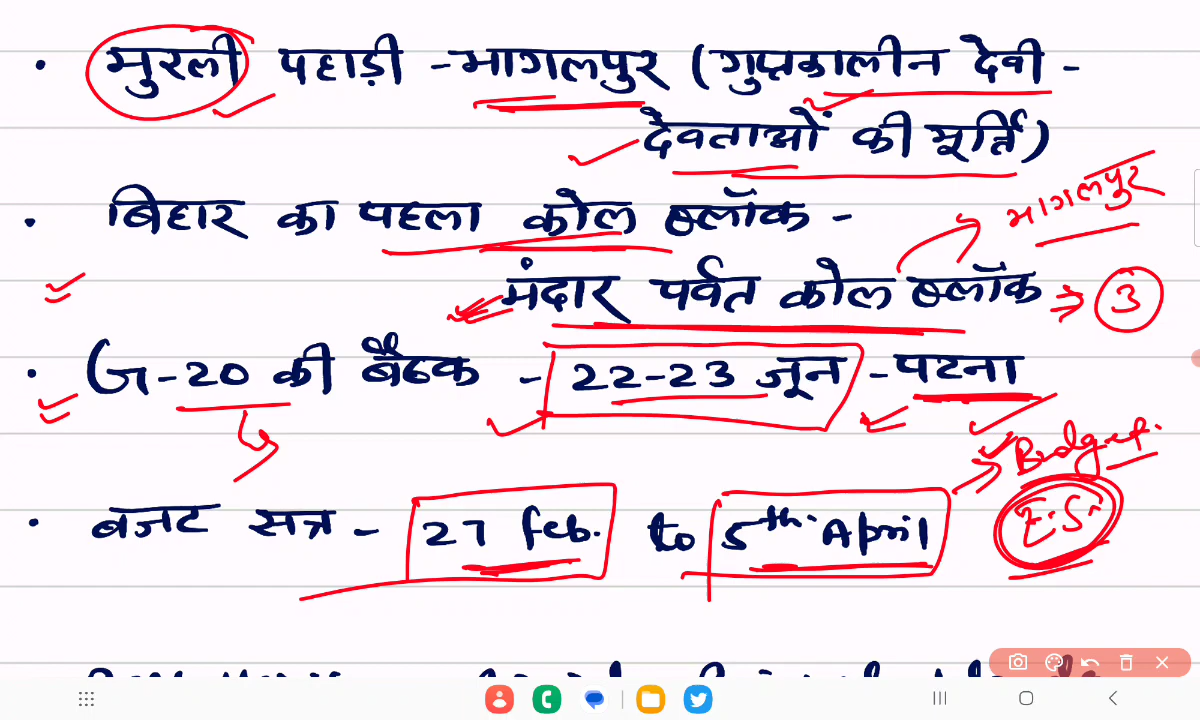 • मुरली पहाड़ी - भागलपुर (गुप्तकालीन देवी -
देवताओं की मूर्ति)
भागलपुर
• बिहार का पहला कोल ब्लॉक -
मंदार पर्वत कोल ब्लॉक ⇒ 3
• G-20 की बैठक - 22-23 जून - पटना
Budget.
• बजट सत्र - 27 feb. to 5th April E.S.